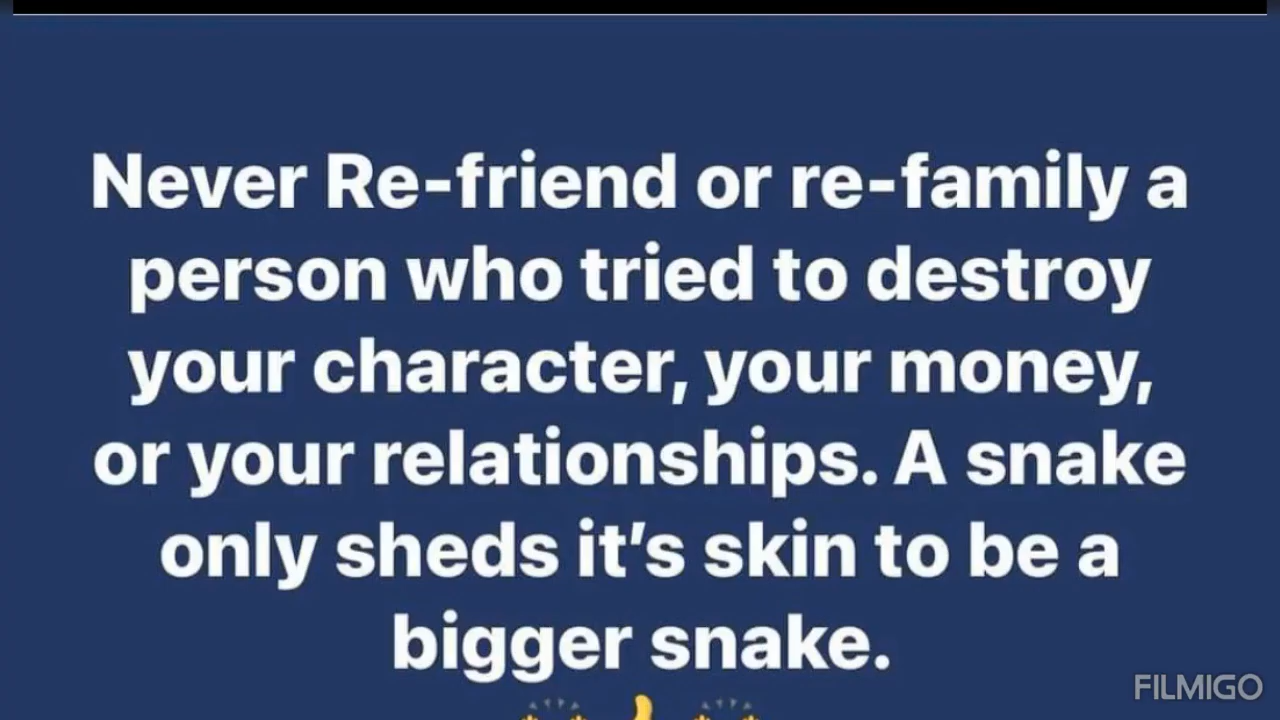 Never Re-friend or re-family a
person who tried to destroy
your character, your money,
or your relationships. A snake
only sheds it’s skin to be a
bigger snake.
FILMIGO